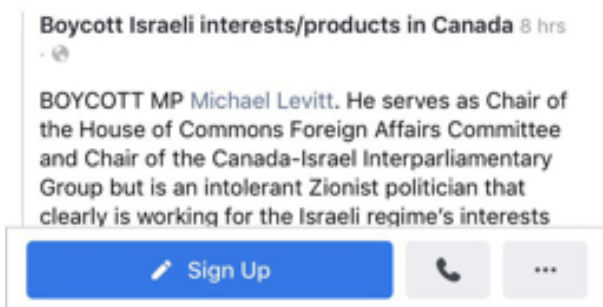 Boycott Israeli interests/products in Canada 8 hrs
·
BOYCOTT MP Michael Levitt. He serves as Chair of
the House of Commons Foreign Affairs Committee
and Chair of the Canada-Israel Interparliamentary
Group but is an intolerant Zionist politician that
clearly is working for the Israeli regime's interests
Sign Up
...